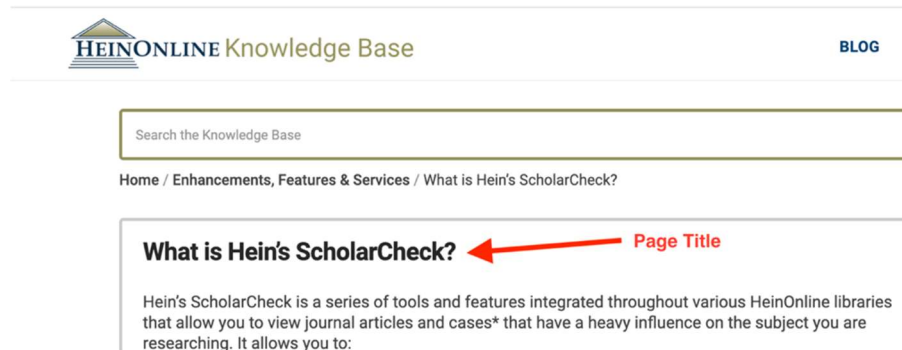 HEINONLINE Knowledge Base
BLOG
Search the Knowledge Base
Home / Enhancements, Features & Services / What is Hein's ScholarCheck?
What is Hein's ScholarCheck?
Page Title
Hein's ScholarCheck is a series of tools and features integrated throughout various HeinOnline libraries
that allow you to view journal articles and cases* that have a heavy influence on the subject you are
researching. It allows you to: